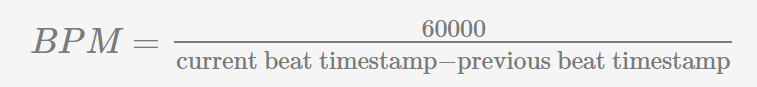 BPM = 60000
current beat timestamp−previous beat timestamp